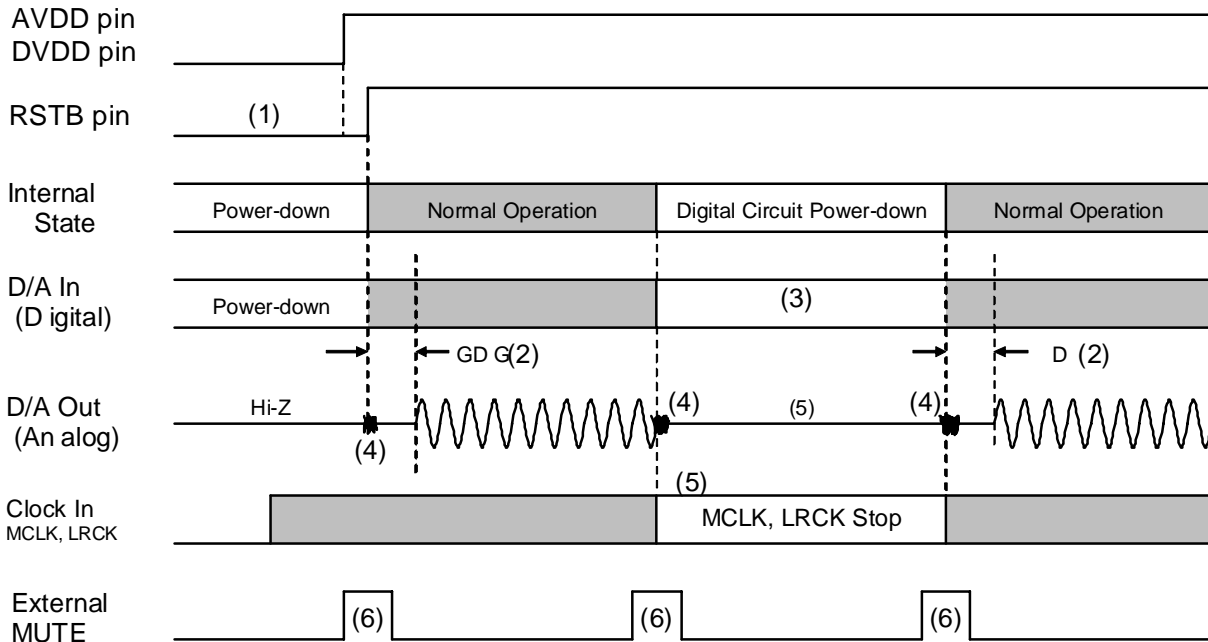 AVDD pin
DVDD pin
RSTB pin
(1)
Internal
State
Power-down
Normal Operation
Digital Circuit Power-down
Normal Operation
D/A In
(D igital)
Power-down
(3)
GD G(2)
D (2)
D/A Out
(An alog)
Hi-Z
(4)
(4)
(5)
(4)
Clock In
MCLK, LRCK
(5)
MCLK, LRCK Stop
External
MUTE
(6)
(6)
(6)